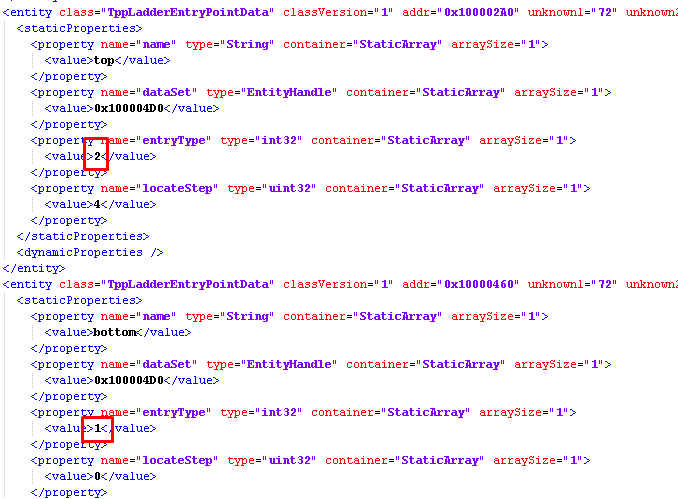 <entity class="TppLadderEntryPointData" classVersion="1" addr="0x100002A0" unknown1="72" unknown2
<staticProperties>
<property name="name" type="String" container="StaticArray" arraySize="1">
<value>top</value>
</property>
<property name="dataSet" type="EntityHandle" container="StaticArray" arraySize="1">
<value>0x100004D0</value>
</property>
<property name="entryType" type="int32" container="StaticArray" arraySize="1">
<value>2</value>
</property>
<property name="locateStep" type="uint32" container="StaticArray" arraySize="1">
<value>4</value>
</property>
</staticProperties>
<dynamicProperties />
</entity>
<entity class="TppLadderEntryPointData" classVersion="1" addr="0x10000460" unknown1="72" unknown2
<staticProperties>
<property name="name" type="String" container="StaticArray" arraySize="1">
<value>bottom</value>
</property>
<property name="dataSet" type="EntityHandle" container="StaticArray" arraySize="1">
<value>0x100004D0</value>
</property>
<property name="entryType" type="int32" container="StaticArray" arraySize="1">
<value>1</value>
</property>
<property name="locateStep" type="uint32" container="StaticArray" arraySize="1">
<value>0</value>
</property>